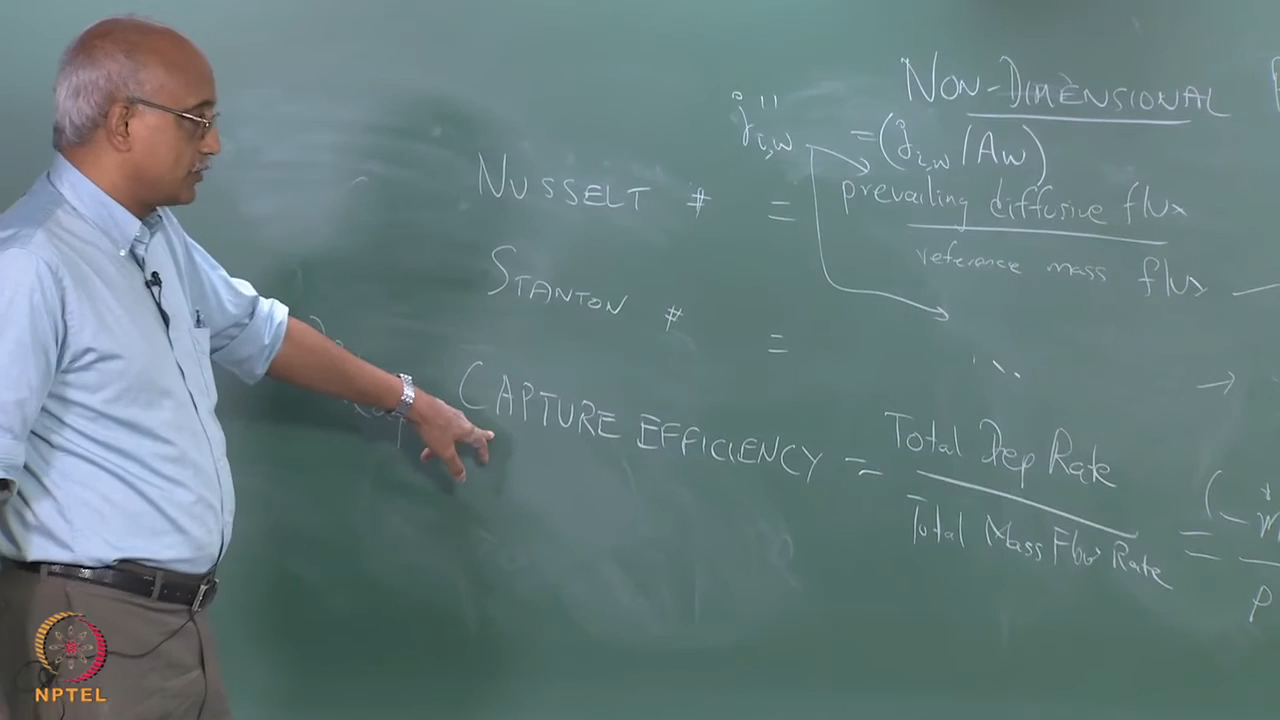 NON-DIMENSIONAL
j''i,w = (ji,w/Aw)
NUSSELT # = prevailing diffusive flux
reference mass flux →
STANTON # = →
CAPTURE EFFICIENCY = Total Dep Rate
Total Mass Flow Rate = (-
NPTEL